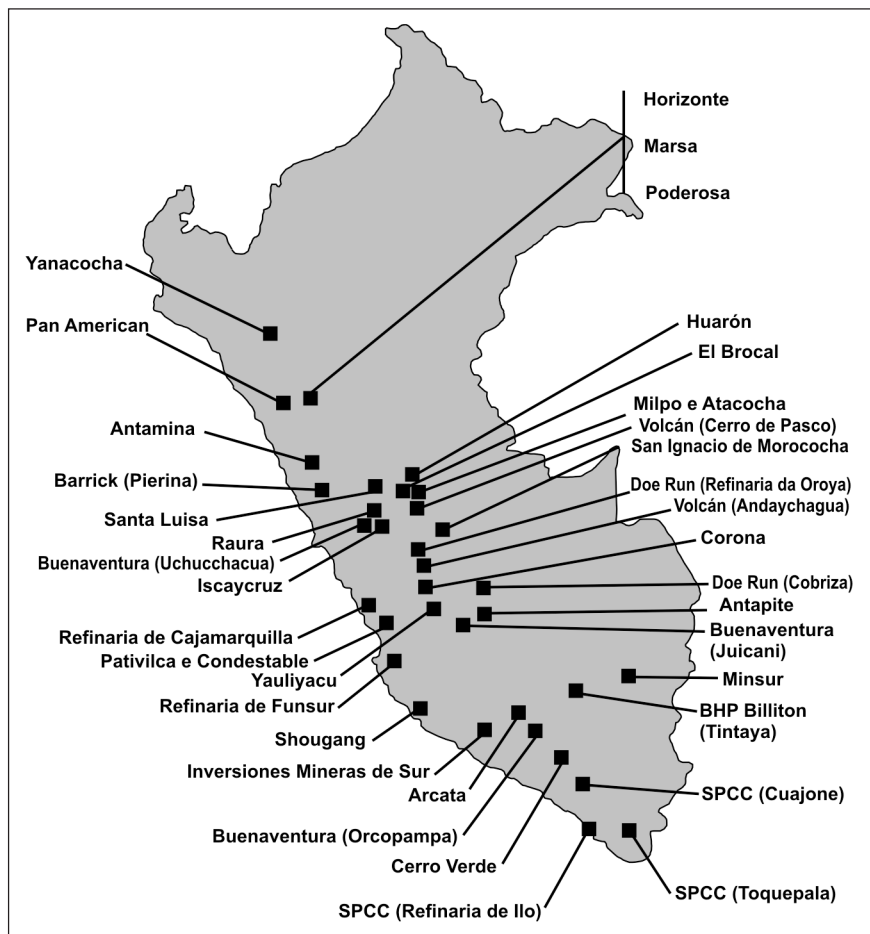 Horizonte
Marsa
Poderosa
Yanacocha
Pan American
Huarón
El Brocal
Milpo e Atacocha
Volcán (Cerro de Pasco)
San Ignacio de Morococha
Antamina
Barrick (Pierina)
Doe Run (Refinaria da Oroya)
Volcán (Andaychagua)
Santa Luisa
Raura
Corona
Buenaventura (Uchucchacua)
Iscaycruz
Doe Run (Cobriza)
Antapite
Buenaventura
(Juicani)
Refinaria de Cajamarquilla
Pativilca e Condestable
Yauliyacu
Minsur
Refinaria de Funsur
BHP Billiton
(Tintaya)
Shougang
Inversiones Mineras de Sur
Arcata
SPCC (Cuajone)
Buenaventura (Orcopampa)
Cerro Verde
SPCC (Toquepala)
SPCC (Refinaria de Ilo)